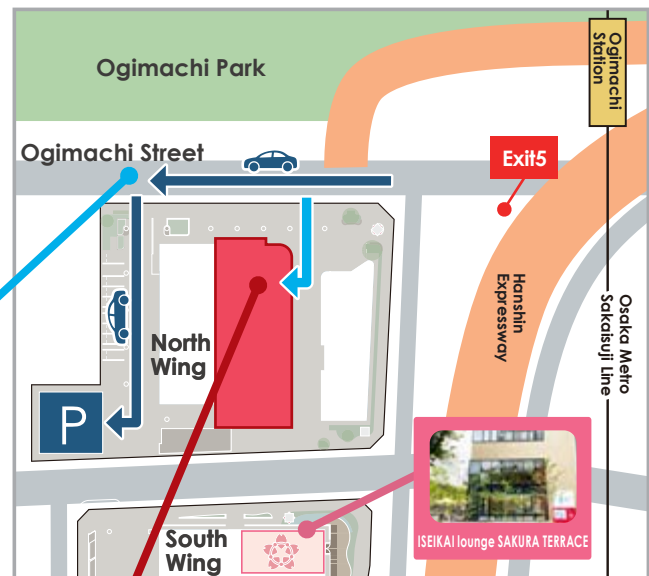 Ogimachi Park
Ogimachi
Station
Ogimachi Street
Exit5
Hanshin
Expressway
Osaka Metro
Sakaisuji Line
North
Wing
P
South
Wing
ISEIKAI lounge SAKURA TERRACE